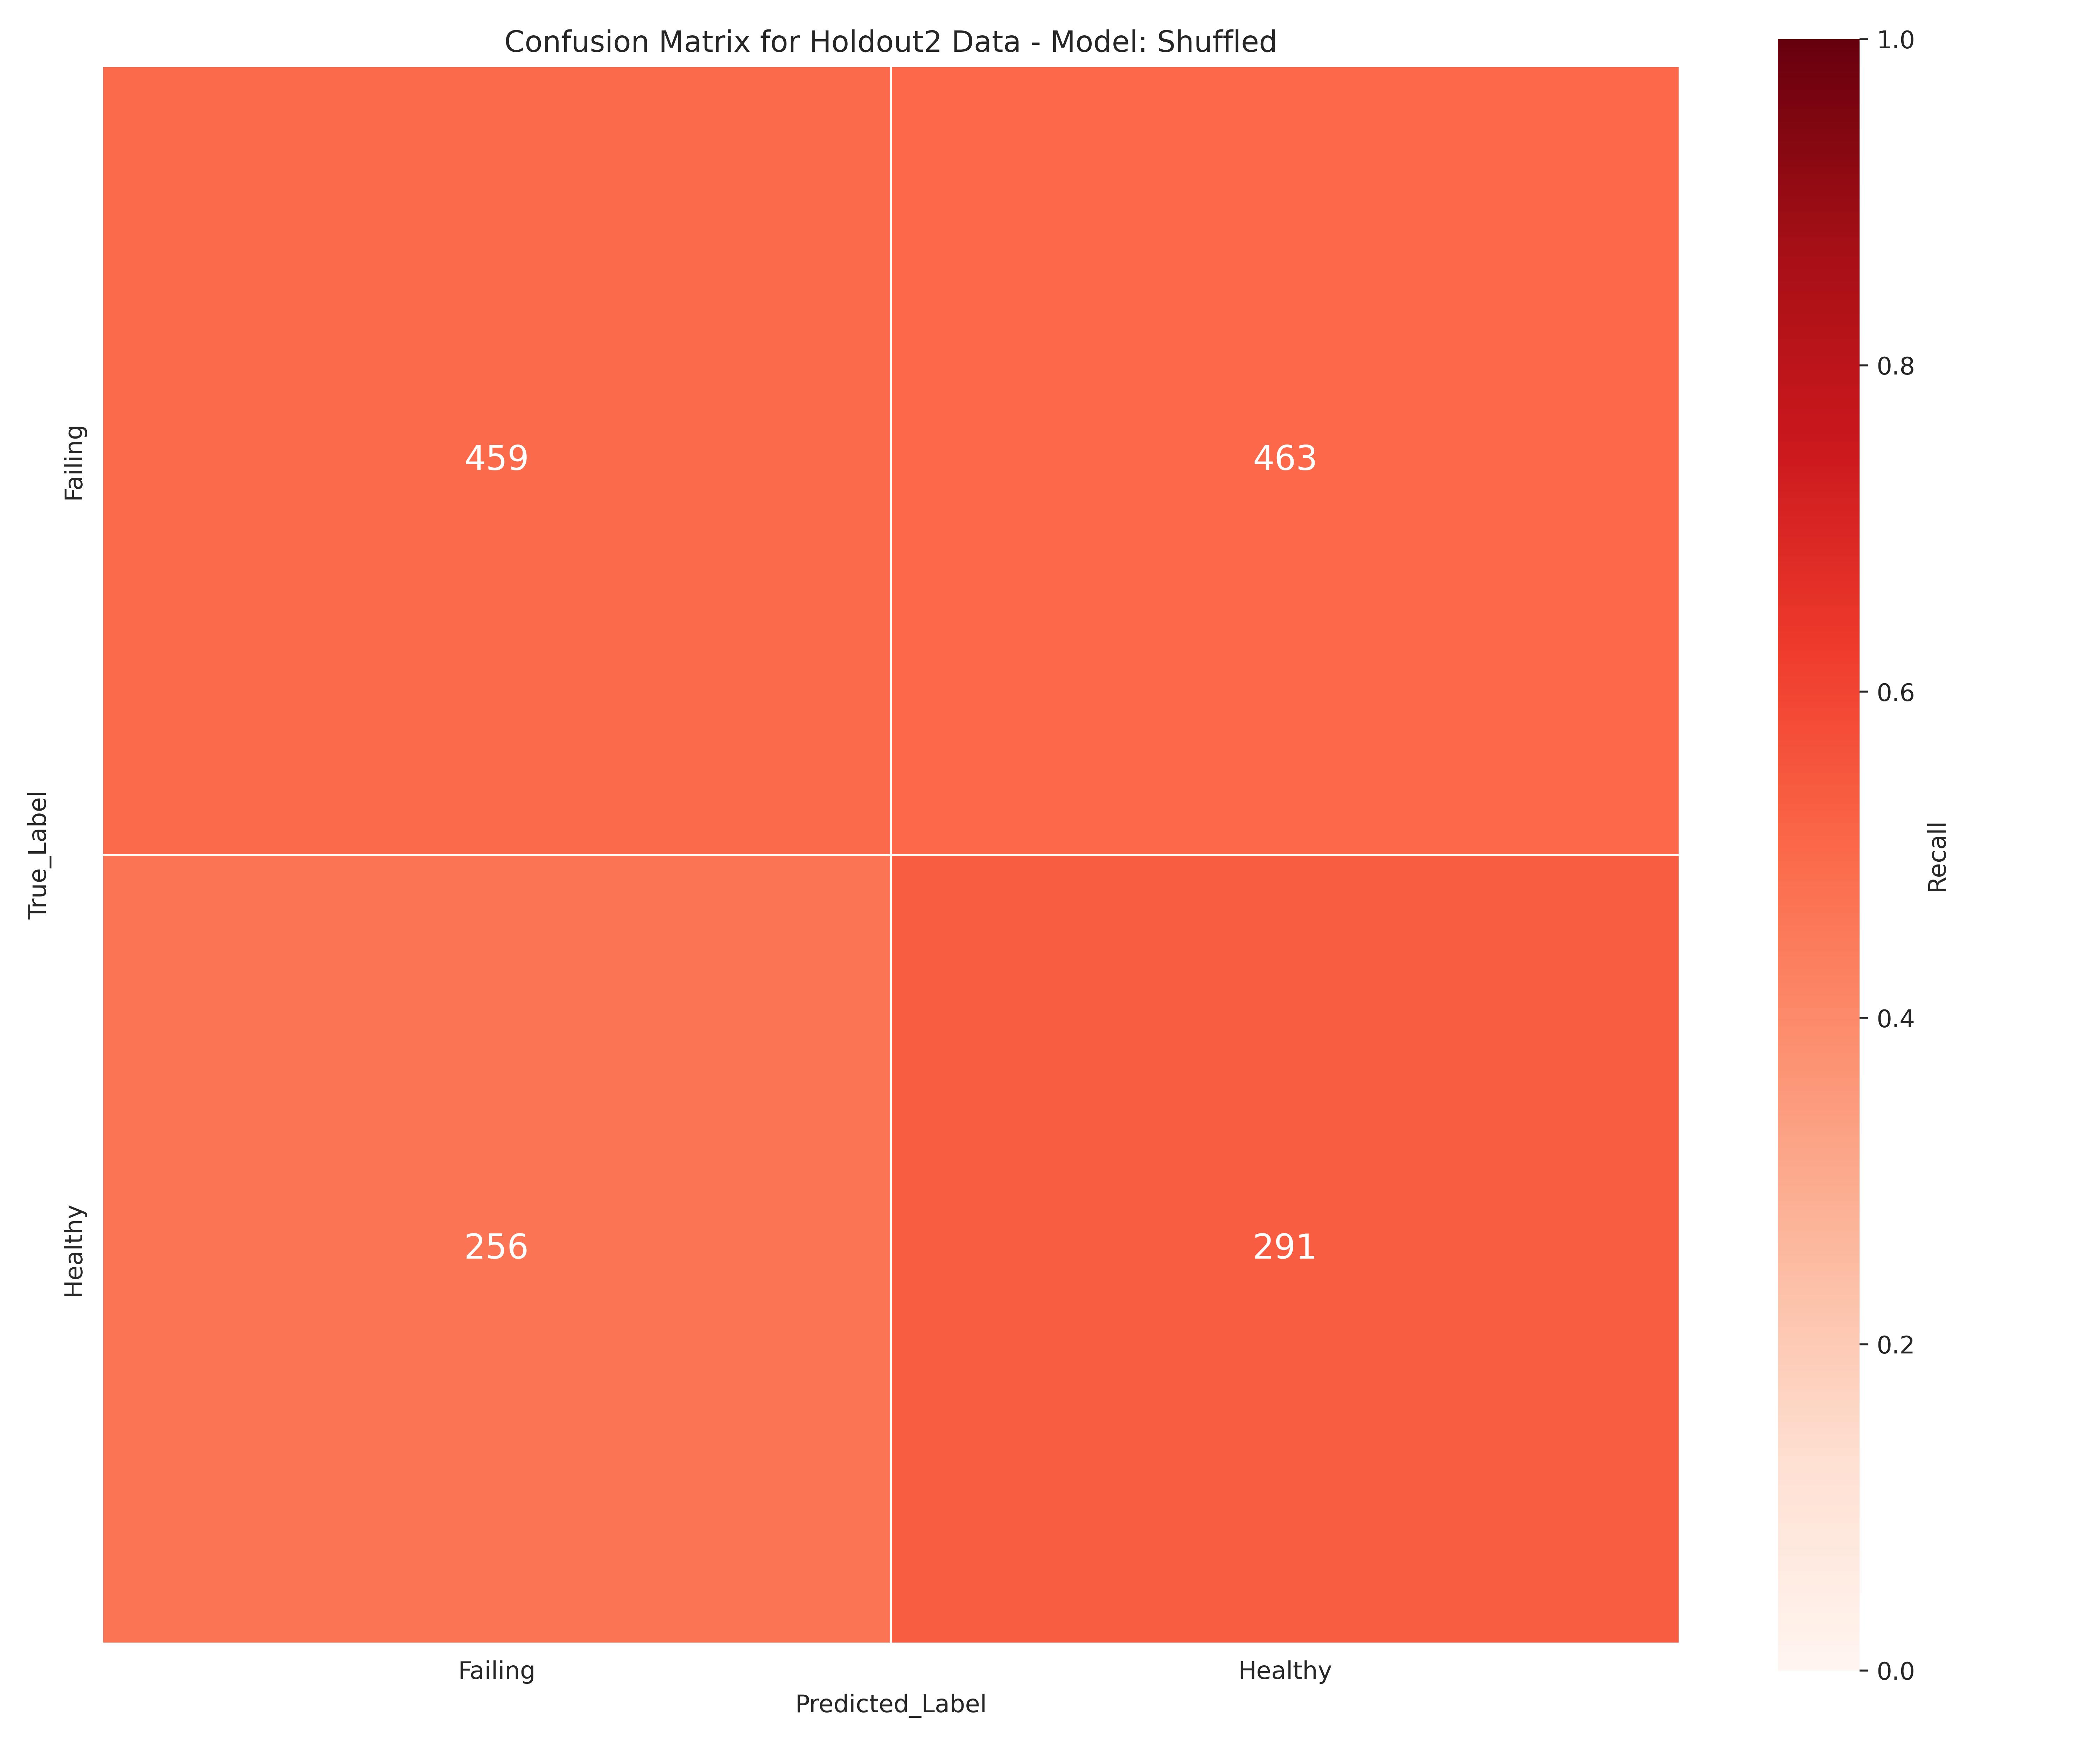 Confusion Matrix for Holdout2 Data - Model: Shuffled
True_Label
Failing
Healthy
459
463
256
291
Failing
Healthy
Predicted_Label
1.0
0.8
0.6
0.4
0.2
0.0
Recall